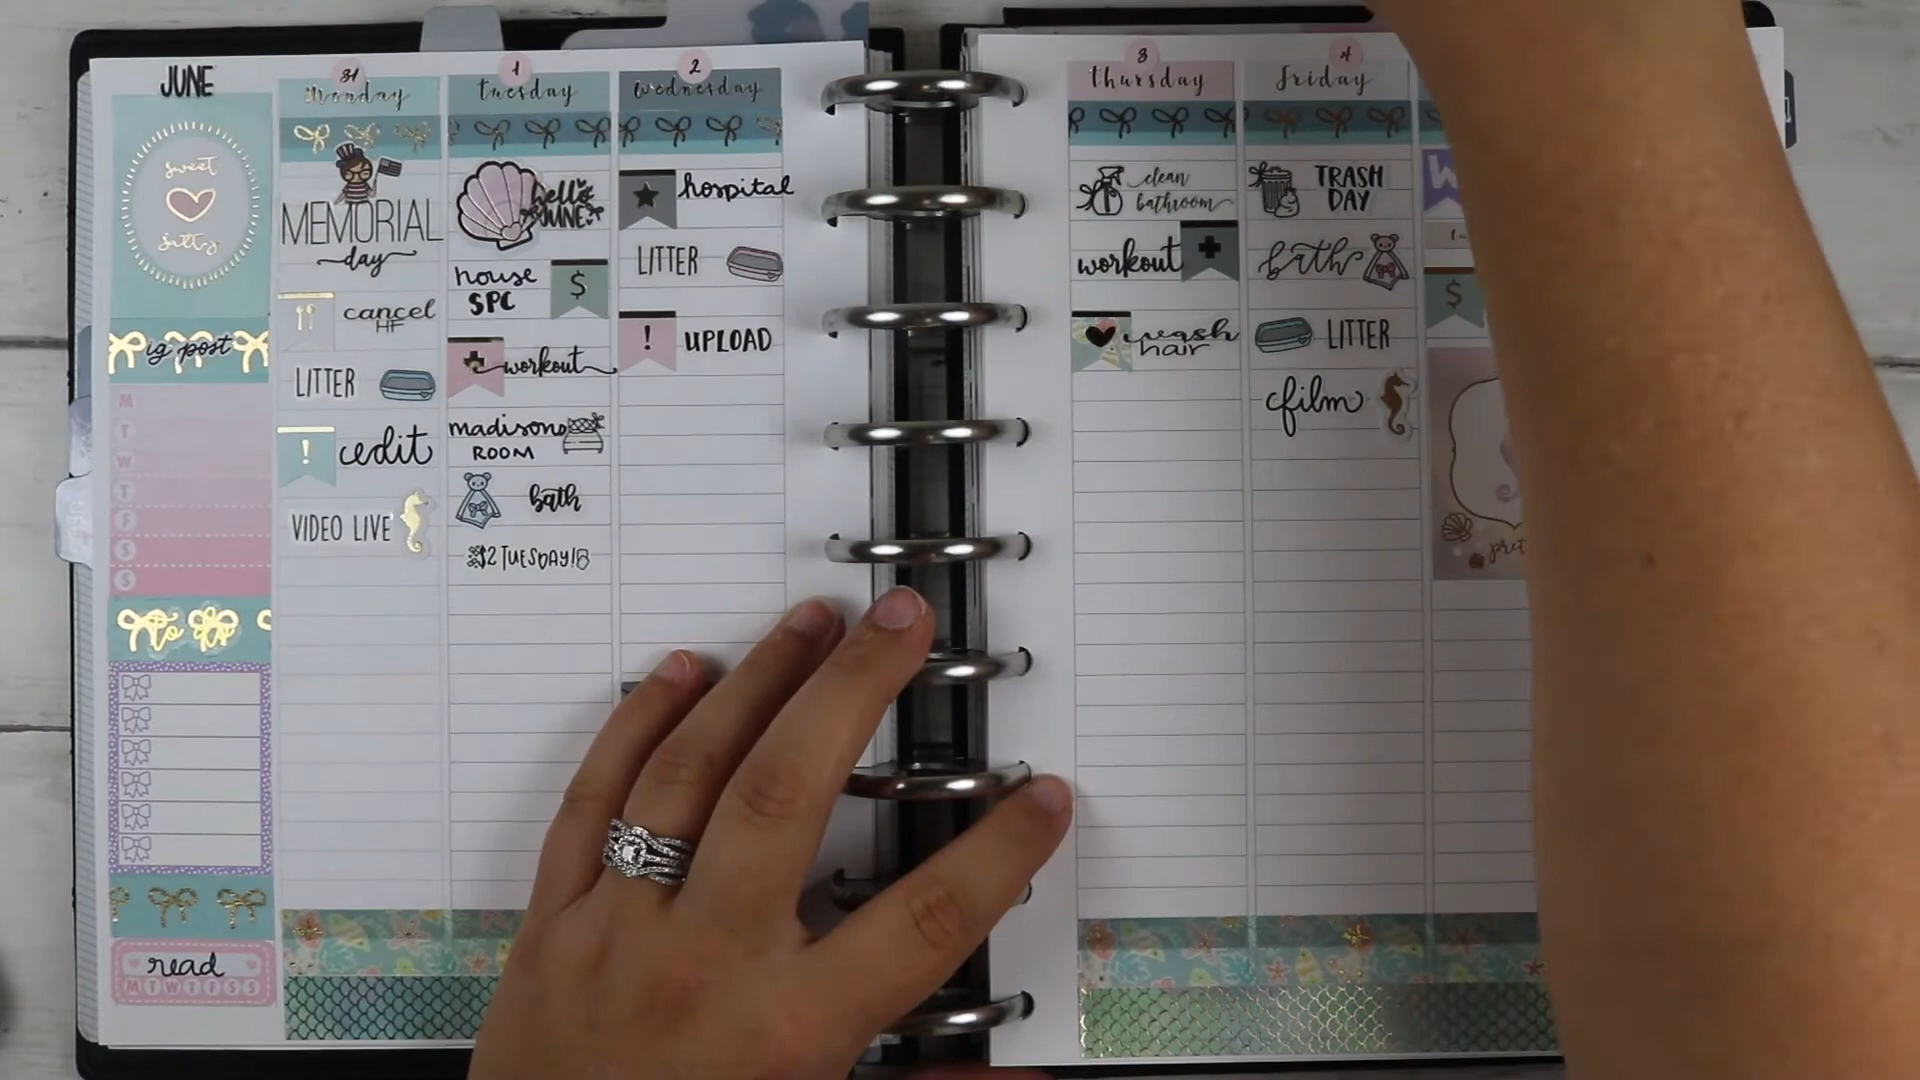 JUNE
sweet
salty
ig post
M
T
W
T
F
S
S
to do
read
M T W T F S S
31
monday
MEMORIAL
day
cancel
HF
LITTER
! edit
VIDEO LIVE
1
tuesday
hello
JUNE
house
SPC
$
workout
madisons
ROOM
bath
$2 TUESDAY!
2
wednesday
hospital
LITTER
! UPLOAD
3
thursday
clean
bathroom
workout
wash
hair
4
friday
TRASH
DAY
bath
LITTER
film
$